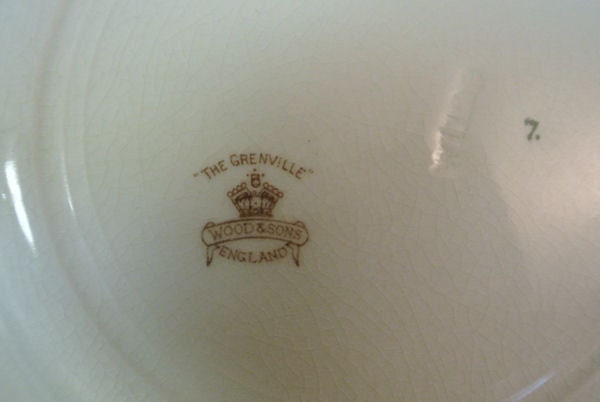 "THE GRENVILLE"
WOOD & SONS
ENGLAND
7.